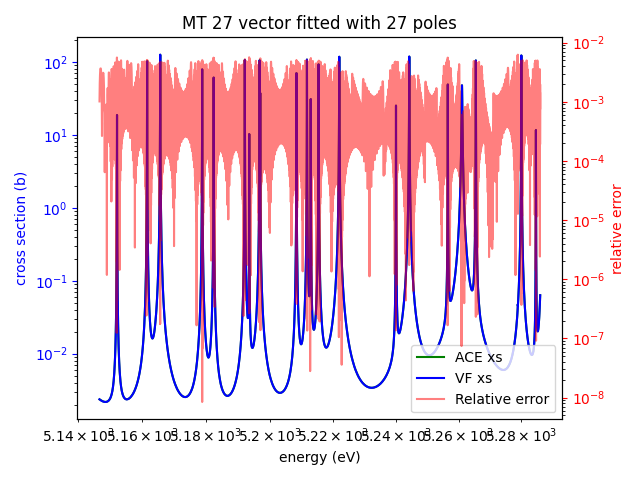 MT 27 vector fitted with 27 poles
10²
10¹
10⁰
10⁻¹
10⁻²
cross section (b)
10⁻²
10⁻³
10⁻⁴
10⁻⁵
10⁻⁶
10⁻⁷
10⁻⁸
relative error
ACE xs
VF xs
Relative error
5.14 × 10³ 5.16 × 10³ 5.18 × 10³ 5.2 × 10³ 5.22 × 10³ 5.24 × 10³ 5.26 × 10³ 5.28 × 10³
energy (eV)